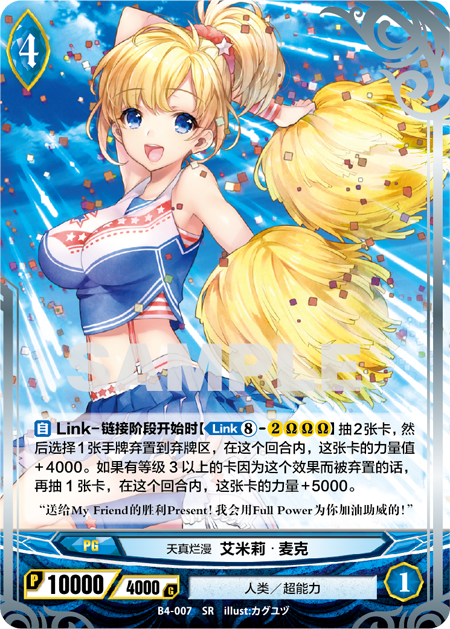 4
SAMPLE
自 Link-链接阶段开始时【Link 8 - 2 Ω Ω Ω】抽2张卡，然
后选择1张手牌弃置到弃牌区，在这个回合内，这张卡的力量值
+4000。如果有等级3以上的卡因为这个效果而被弃置的话，
再抽1张卡，在这个回合内，这张卡的力量+5000。
“送给My Friend的胜利Present! 我会用Full Power为你加油助威的!”
PG 天真烂漫 艾米莉·麦克
P 10000/4000 G 人类／超能力 1
B4-007 SR illust:カグユヅ